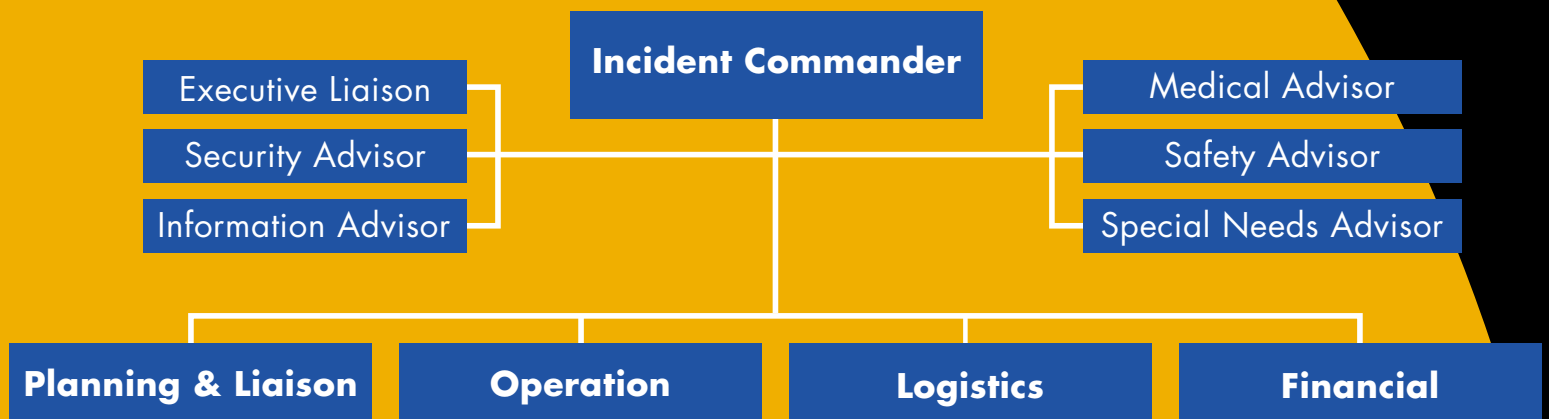 Incident Commander
Executive Liaison
Security Advisor
Information Advisor
Medical Advisor
Safety Advisor
Special Needs Advisor
Planning & Liaison
Operation
Logistics
Financial